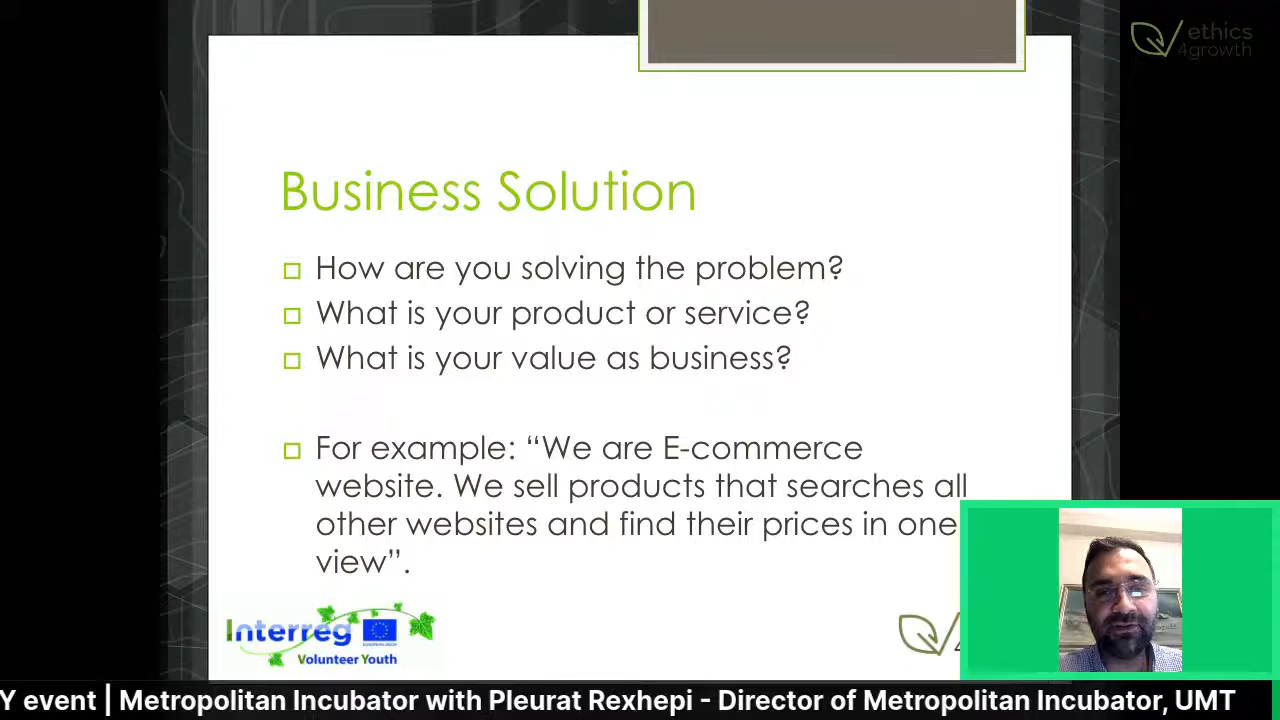 ethics
4growth
Business Solution
How are you solving the problem?
What is your product or service?
What is your value as business?
For example: “We are E-commerce
website. We sell products that searches all
other websites and find their prices in one
view”.
Interreg
EUROPEAN UNION
Volunteer Youth
Y event | Metropolitan Incubator with Pleurat Rexhepi - Director of Metropolitan Incubator, UMT